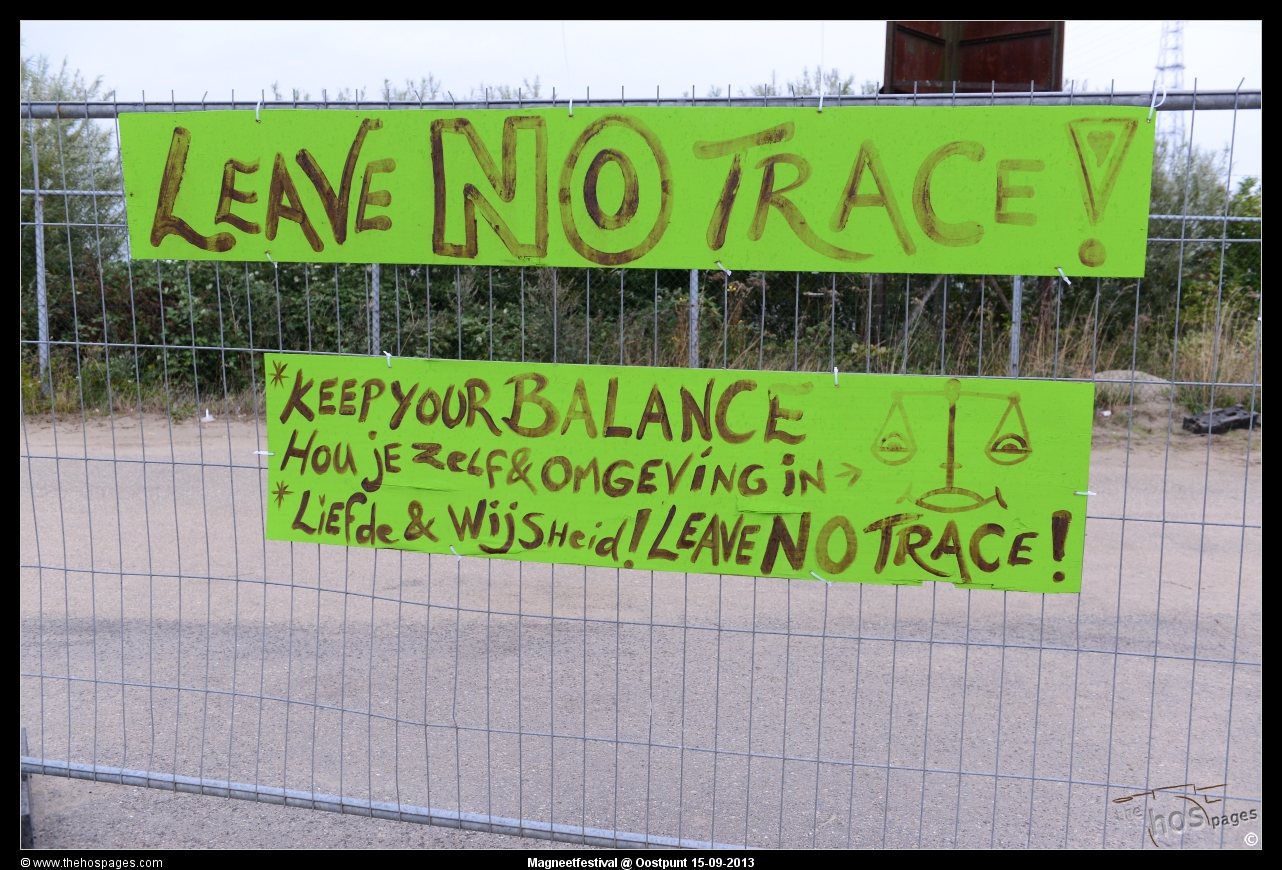 LEAVE NO TRACE!
*KEEP YOUR BALANCE
HOU JE ZELF & OMGEVING IN →
*LIEFde & WIJSHeid! LEAVE NO TRACE!
the hos pages
©
© www.thehospages.com
Magneetfestival @ Oostpunt 15-09-2013